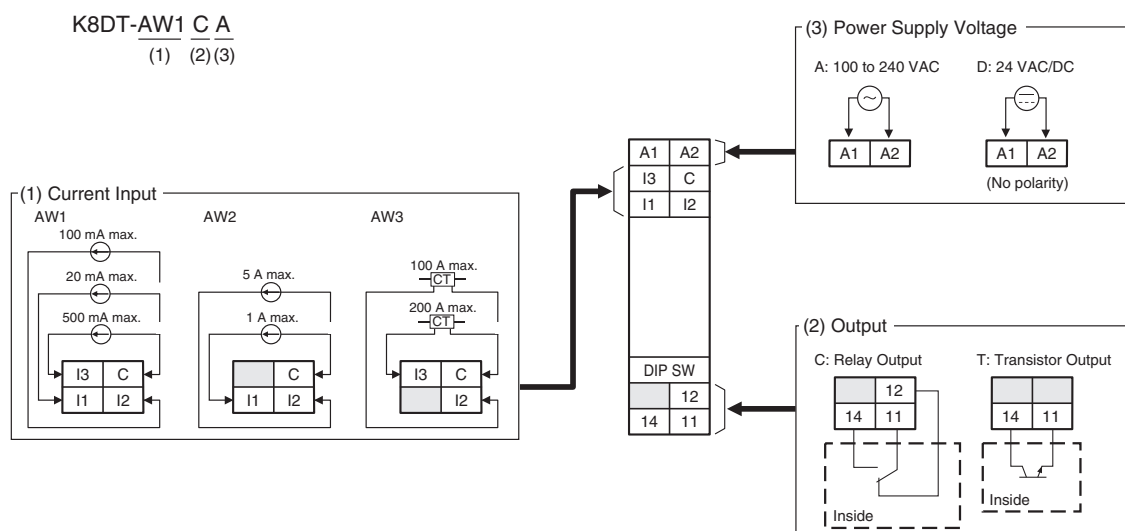 K8DT-AW1 C A
(1) (2) (3)
(1) Current Input
AW1
100 mA max.
20 mA max.
500 mA max.
I3 C
I1 I2
AW2
5 A max.
1 A max.
C
I1 I2
AW3
100 A max.
CT
200 A max.
CT
I3 C
I2
A1 A2
I3 C
I1 I2
DIP SW
12
14 11
(3) Power Supply Voltage
A: 100 to 240 VAC
A1 A2
D: 24 VAC/DC
A1 A2
(No polarity)
(2) Output
C: Relay Output
12
14 11
Inside
T: Transistor Output
14 11
Inside